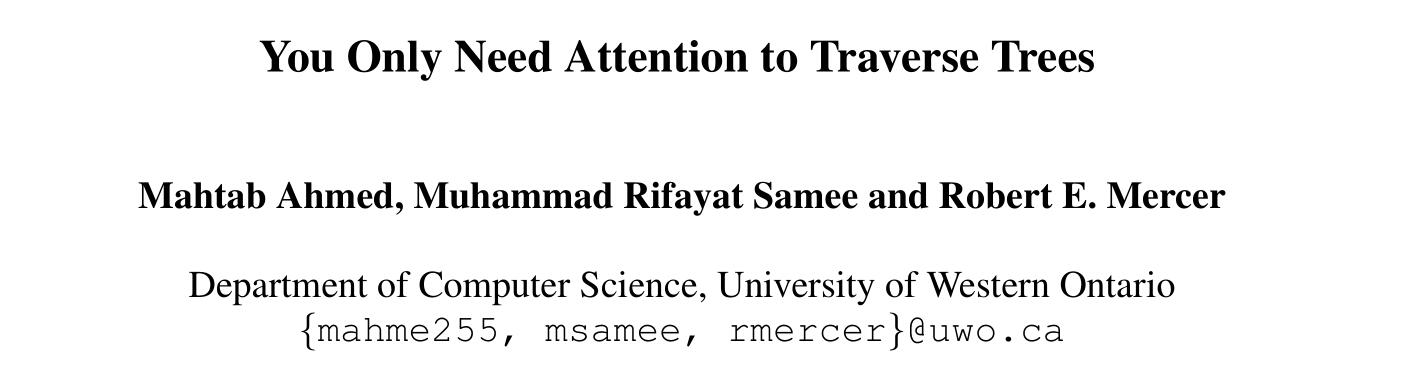 You Only Need Attention to Traverse Trees
Mahtab Ahmed, Muhammad Rifayat Samee and Robert E. Mercer
Department of Computer Science, University of Western Ontario
{mahme255, msamee, rmercer}@uwo.ca